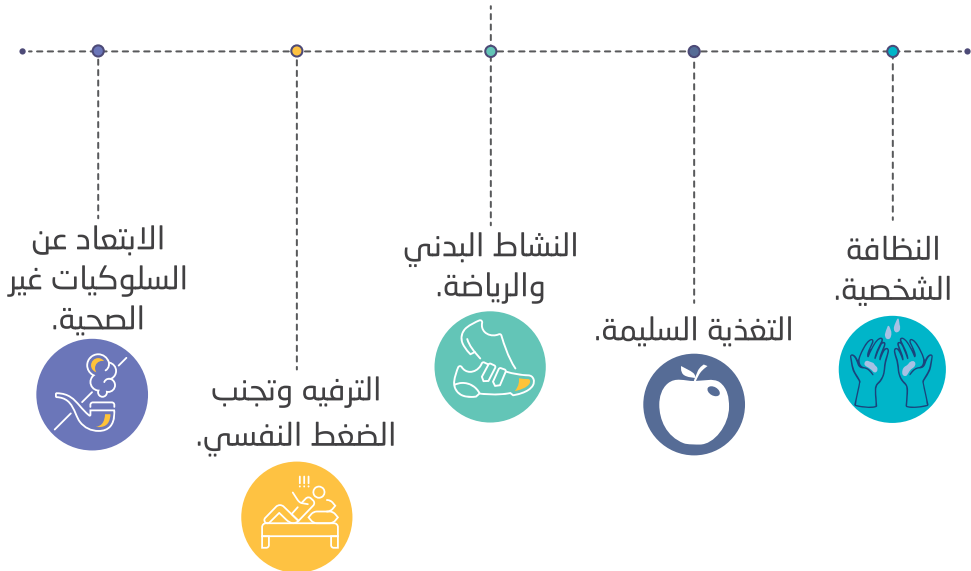 النظافة
الشخصية.
التغذية السليمة.
النشاط البدني
والرياضة.
الترفيه وتجنب
الضغط النفسي.
!!!
الابتعاد عن
السلوكيات غير
الصحية.